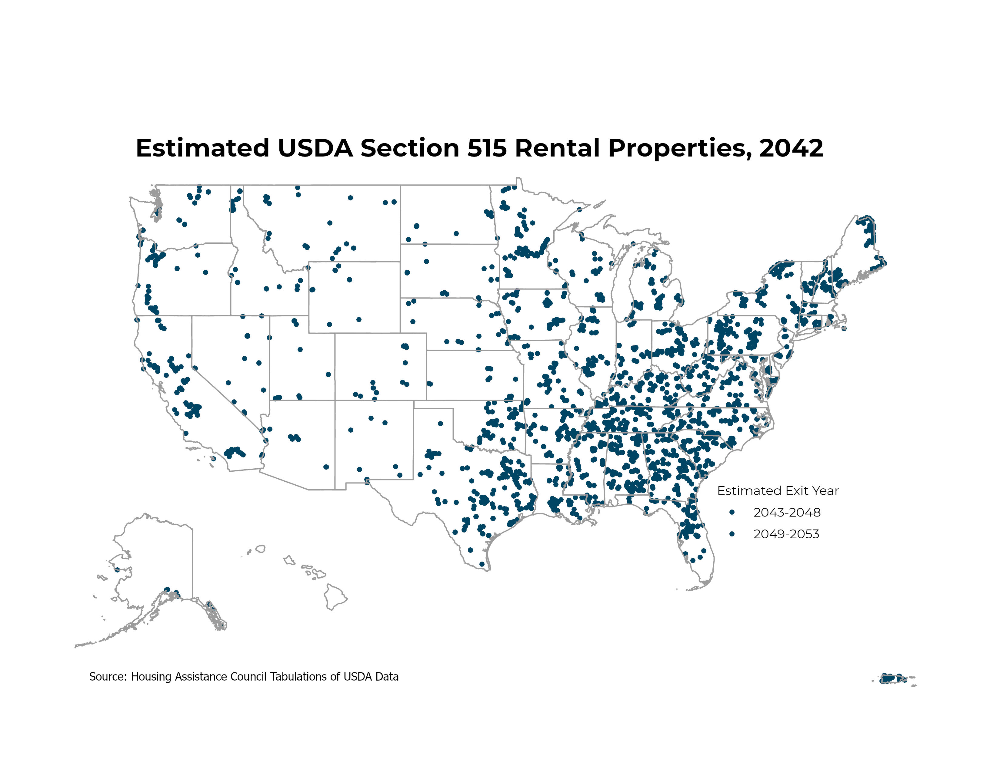 Estimated USDA Section 515 Rental Properties, 2042
Estimated Exit Year
2043-2048
2049-2053
Source: Housing Assistance Council Tabulations of USDA Data